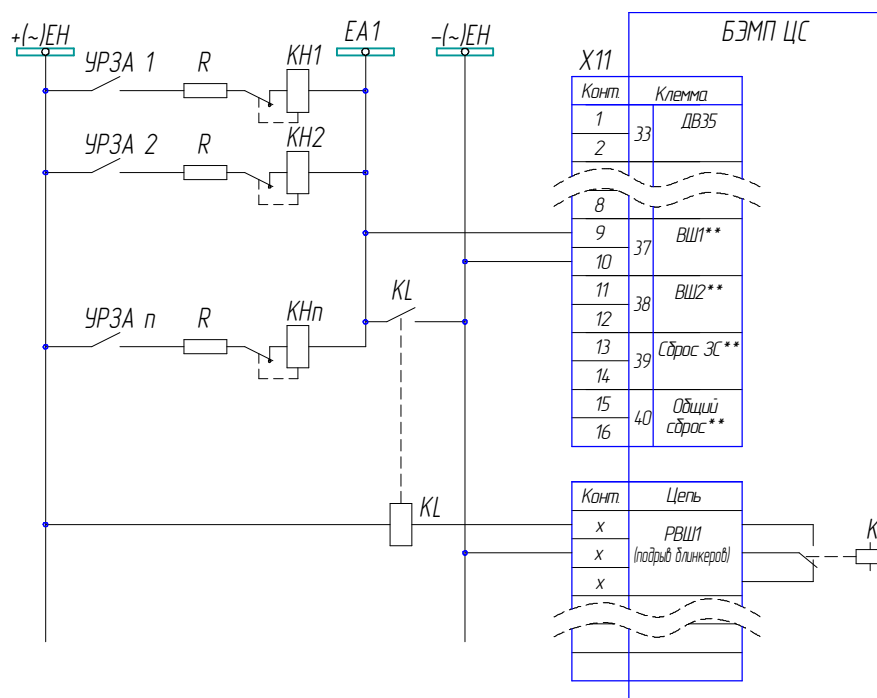 +(~)ЕН
ЕА1
-(~)ЕН
БЭМП ЦС
УРЗА 1
R
КН1
Х11
Конт.
Клемма
1
33
ДВ35
2
УРЗА 2
R
КН2
8
9
37
ВШ1**
10
11
38
ВШ2**
12
KL
УРЗА n
R
КНn
13
39
Сброс ЗС**
14
15
40
Общий
сброс**
16
Конт.
Цепь
KL
х
РВШ1
(подрыв блинкеров)
х
х
К